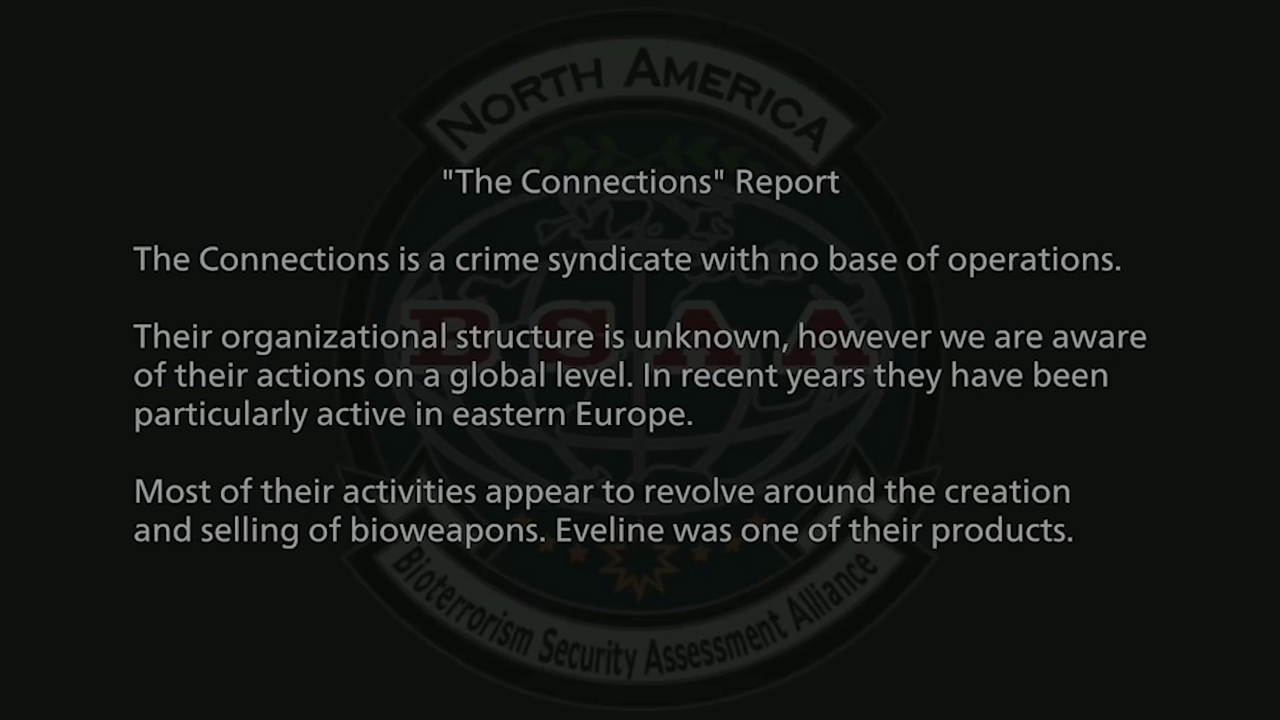 NORTH AMERICA
"The Connections" Report
The Connections is a crime syndicate with no base of operations.
Their organizational structure is unknown, however we are aware
of their actions on a global level. In recent years they have been
particularly active in eastern Europe.
BSAA
Most of their activities appear to revolve around the creation
and selling of bioweapons. Eveline was one of their products.
Bioterrorism Security Assessment Alliance